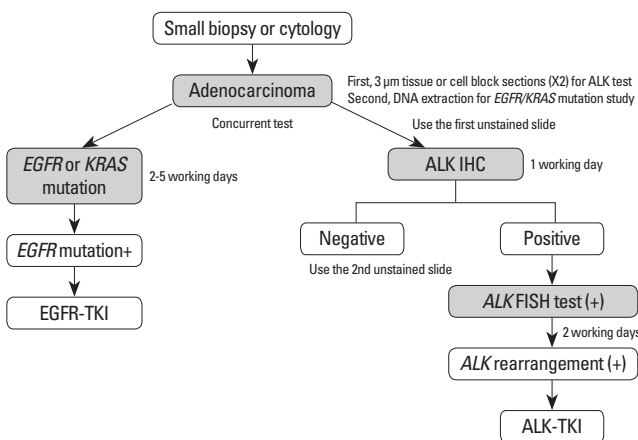 Small biopsy or cytology
Adenocarcinoma
First, 3 µm tissue or cell block sections (X2) for ALK test
Second, DNA extraction for EGFR/KRAS mutation study
Concurrent test
Use the first unstained slide
EGFR or KRAS
mutation
2-5 working days
ALK IHC
1 working day
EGFR mutation+
Negative
Positive
Use the 2nd unstained slide
EGFR-TKI
ALK FISH test (+)
2 working days
ALK rearrangement (+)
ALK-TKI